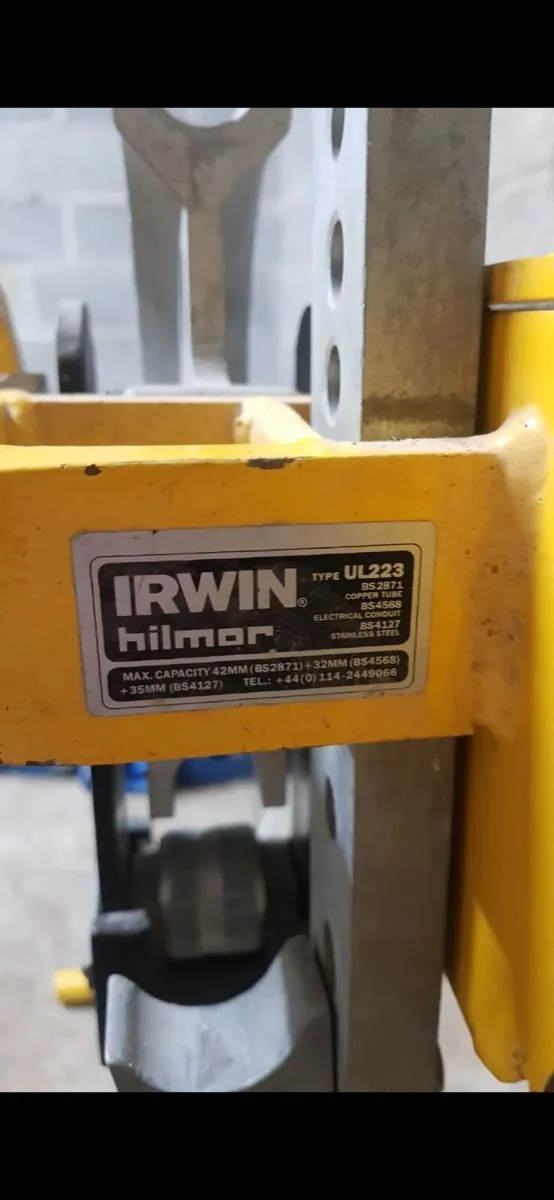 IRWIN®
hilmor
TYPE UL223
BS2871
COPPER TUBE
BS4568
ELECTRICAL CONDUIT
BS4127
STAINLESS STEEL
MAX. CAPACITY 42MM (BS2871)+32MM (BS4568)
+35MM (BS4127) TEL.: +44(0)114-2449066